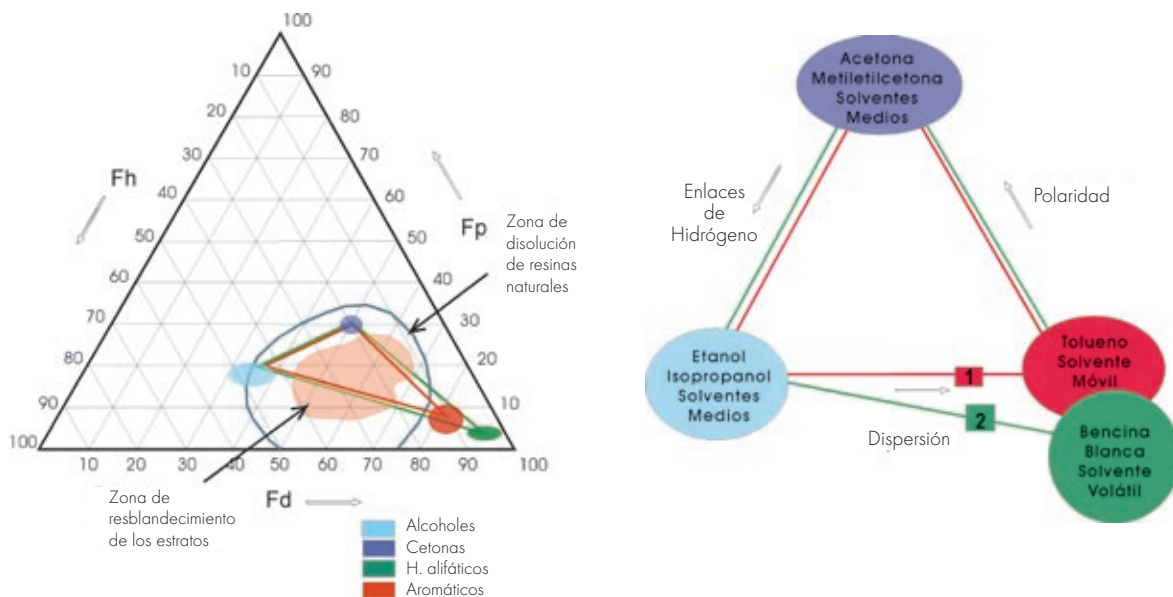 100
10
90
20
80
30
70
Fh
40
60
Fp
50
50
Zona de
disolución
de resinas
naturales
60
40
70
30
80
20
90
10
100
10
20
30
40
50
60
70
80
90
100
Zona de
resblandecimiento
de los estratos
Fd
Alcoholes
Cetonas
H. alifáticos
Aromáticos
Acetona
Metiletilcetona
Solventes
Medios
Enlaces
de
Hidrógeno
Polaridad
Etanol
Isopropanol
Solventes
Medios
1
Tolueno
Solvente
Móvil
2
Dispersión
Bencina
Blanca
Solvente
Volátil